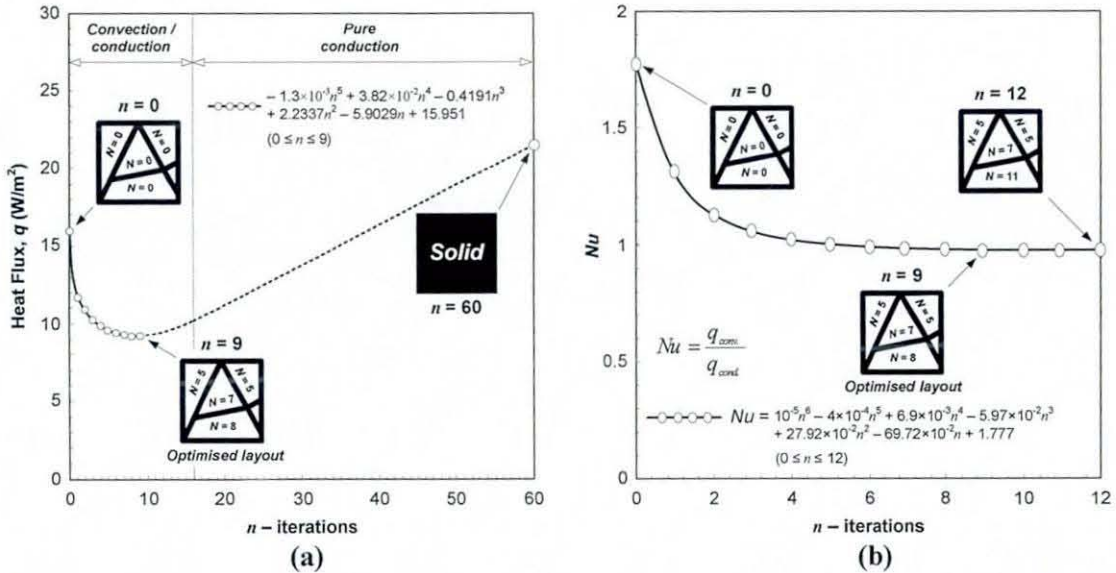 30
25
20
15
10
5
0
Heat Flux, q (W/m²)
Convection /
conduction
Pure
conduction
n = 0
N = 0
N = 0
N = 0
N = 0
− 1.3×10⁻³n⁵ + 3.82×10⁻²n⁴ − 0.4191n³
+ 2.2337n² − 5.9029n + 15.951
(0 ≤ n ≤ 9)
Solid
n = 60
n = 9
N = 5
N = 5
N = 7
N = 8
Optimised layout
0
10
20
30
40
50
60
n – iterations
(a)
2
1.5
1
0.5
0
Nu
n = 0
N = 0
N = 0
N = 0
N = 0
n = 12
N = 5
N = 5
N = 7
N = 11
n = 9
N = 5
N = 5
N = 7
N = 8
Optimised layout
Nu = q conv. / q cond.
Nu = 10⁻⁵n⁶ − 4×10⁻⁴n⁵ + 6.9×10⁻³n⁴ − 5.97×10⁻²n³
+ 27.92×10⁻²n² − 69.72×10⁻²n + 1.777
(0 ≤ n ≤ 12)
0
2
4
6
8
10
12
n – iterations
(b)